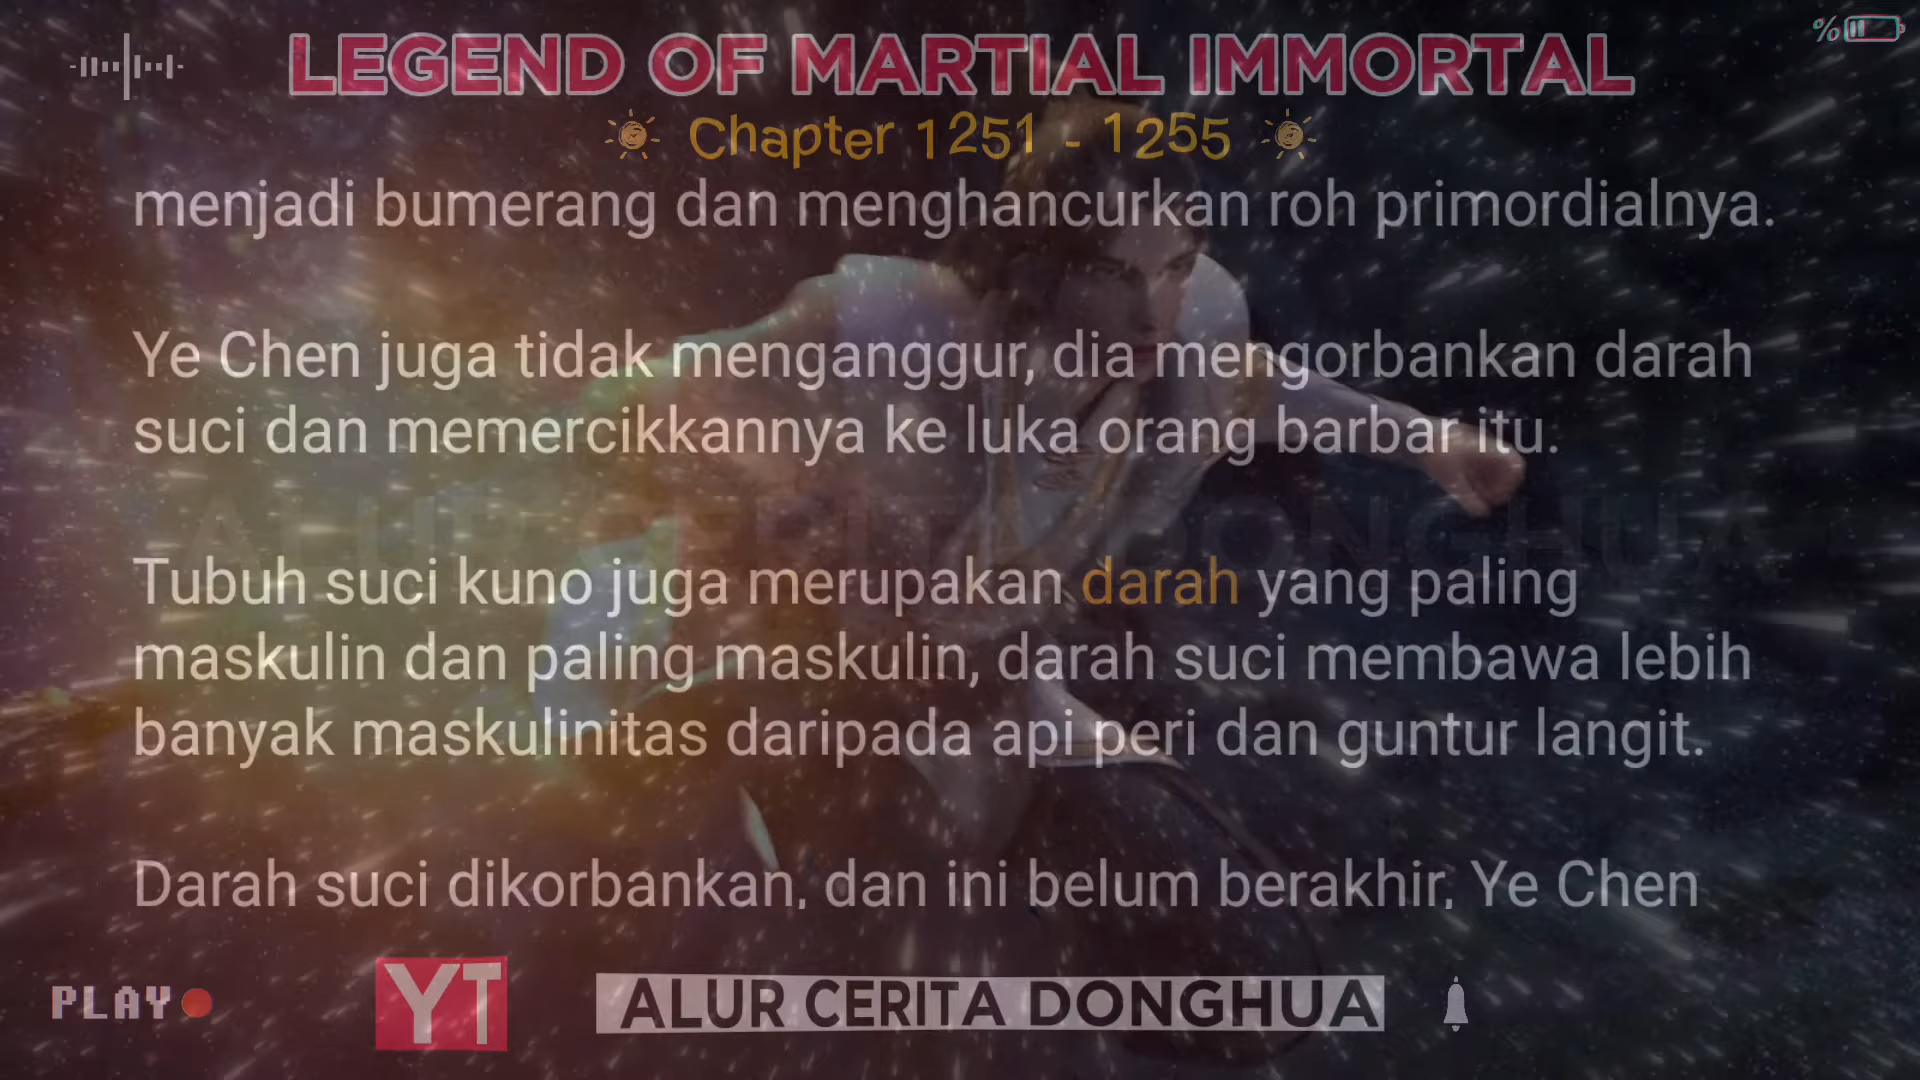 LEGEND OF MARTIAL IMMORTAL
%
Chapter 1251 - 1255
menjadi bumerang dan menghancurkan roh primordialnya.
Ye Chen juga tidak menganggur, dia mengorbankan darah
suci dan memercikkannya ke luka orang barbar itu.
ALUR CERITA DONGHUA
Tubuh suci kuno juga merupakan darah yang paling
maskulin dan paling maskulin, darah suci membawa lebih
banyak maskulinitas daripada api peri dan guntur langit.
Darah suci dikorbankan, dan ini belum berakhir, Ye Chen
PLAY
YT
ALUR CERITA DONGHUA